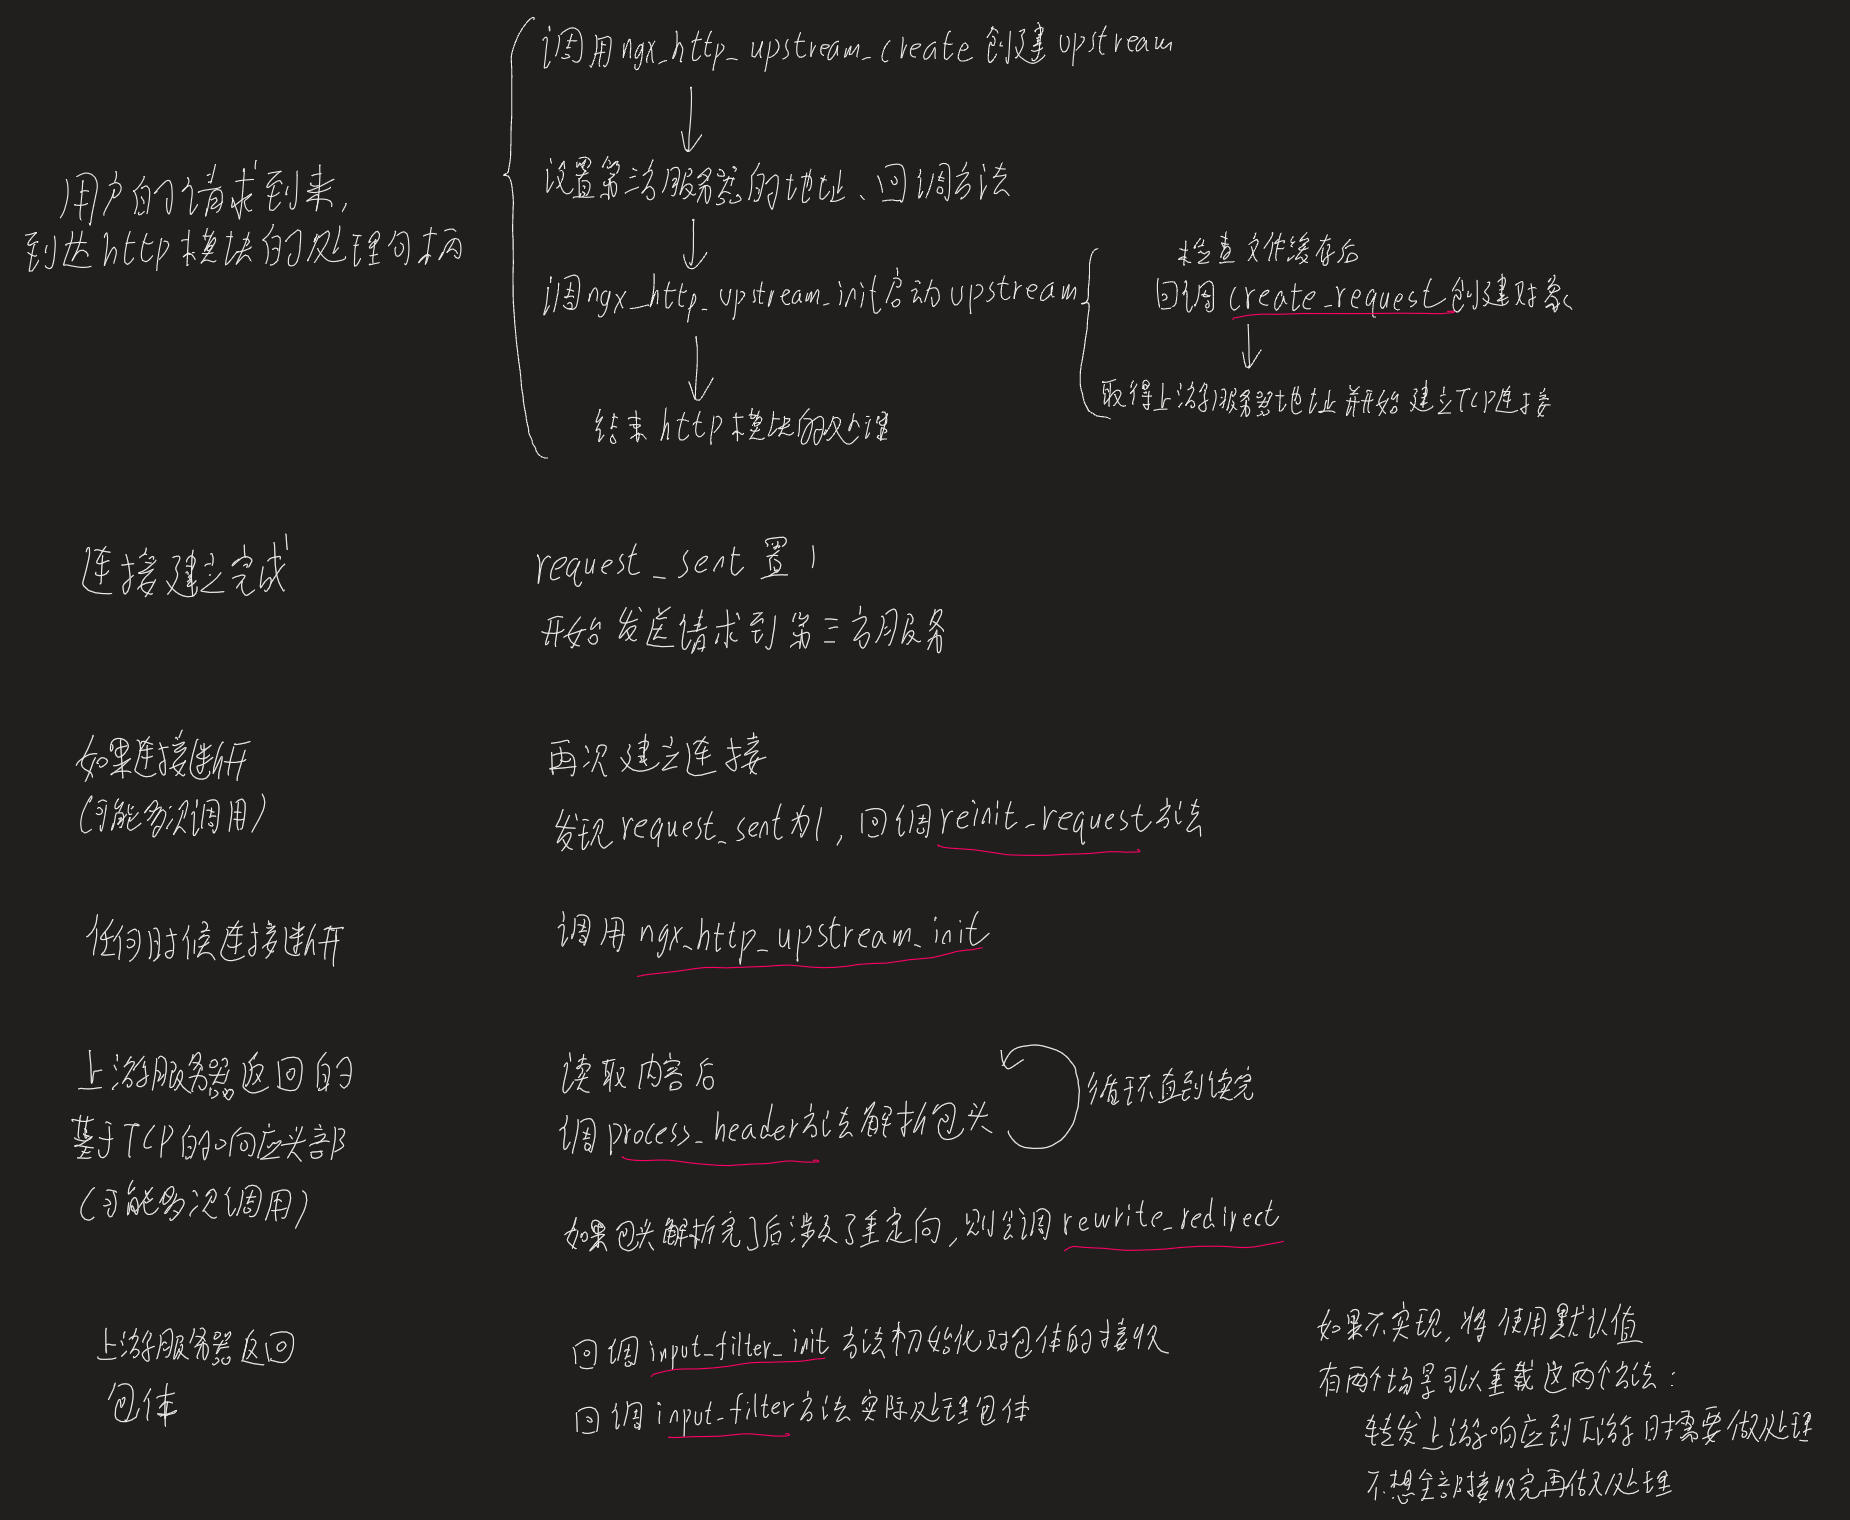 调用ngx_http_upstream_create创建upstream
设置第三方服务器的地址、回调方法
用户的请求到来,
到达http模块的处理句柄
调ngx_http_upstream_init启动upstream
检查文件缓存后
回调create_request创建对象
取得上游服务器地址并开始建立TCP连接
结束http模块的处理
连接建立完成
request_sent置1
开始发送请求到第三方服务
如果连接断开
(可能多次调用)
再次建立连接
发现request_sent为1,回调reinit_request方法
任何时候连接断开
调用ngx_http_upstream_init
上游服务器返回的
基于TCP的响应头部
(可能多次调用)
读取内容后
调process_header方法解析包头
循环直到读完
如果包头解析完了后涉及了重定向,则会调rewrite_redirect
上游服务器返回
包体
回调input_filter_init方法初始化对包体的接收
回调input_filter方法实际处理包体
如果不实现,将使用默认值
有两个场景可以重载这两个方法:
转发上游响应到下游时需要做处理
不想全部接收完再做处理